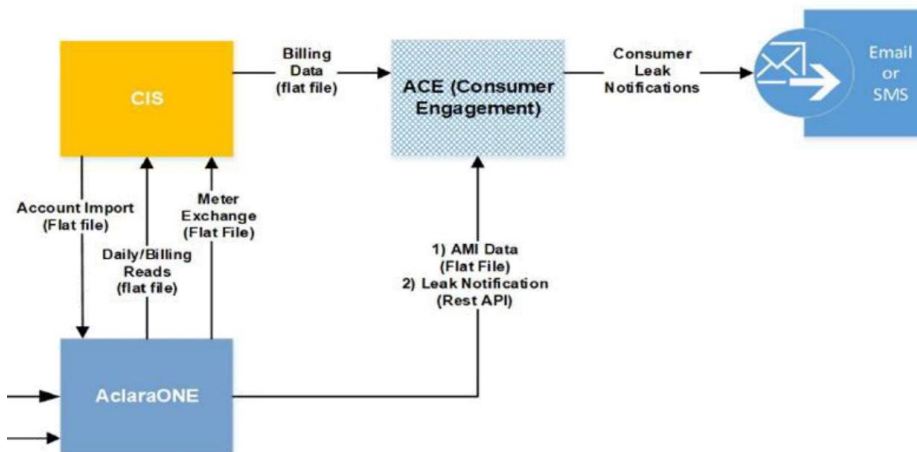 Billing
Data
(flat file)
Consumer
Leak
Notifications
Email
or
SMS
CIS
ACE (Consumer
Engagement)
Account Import
(Flat file)
Daily/Billing
Reads
(flat file)
Meter
Exchange
(Flat File)
1) AMI Data
(Flat File)
2) Leak Notification
(Rest API)
AclaraONE